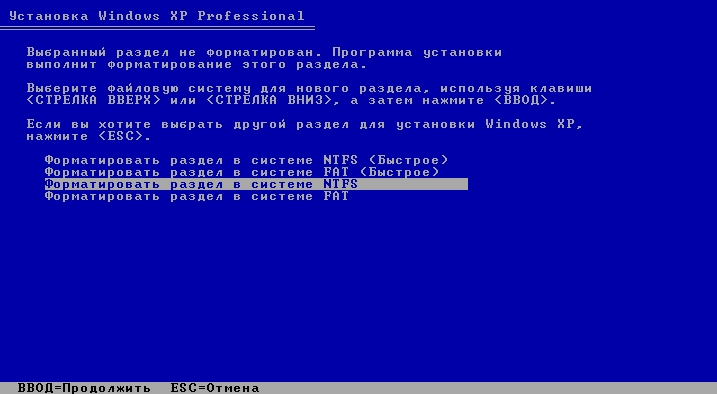 Установка Windows XP Professional
Выбранный раздел не форматирован. Программа установки
выполнит форматирование этого раздела.
Выберите файловую систему для нового раздела, используя клавиши
<СТРЕЛКА ВВЕРХ> или <СТРЕЛКА ВНИЗ>, а затем нажмите <ВВОД>.
Если вы хотите выбрать другой раздел для установки Windows XP,
нажмите <ESC>.
Форматировать раздел в системе NTFS (Быстрое)
Форматировать раздел в системе FAT (Быстрое)
Форматировать раздел в системе NTFS
Форматировать раздел в системе FAT
ВВОД=Продолжить ESC=Отмена